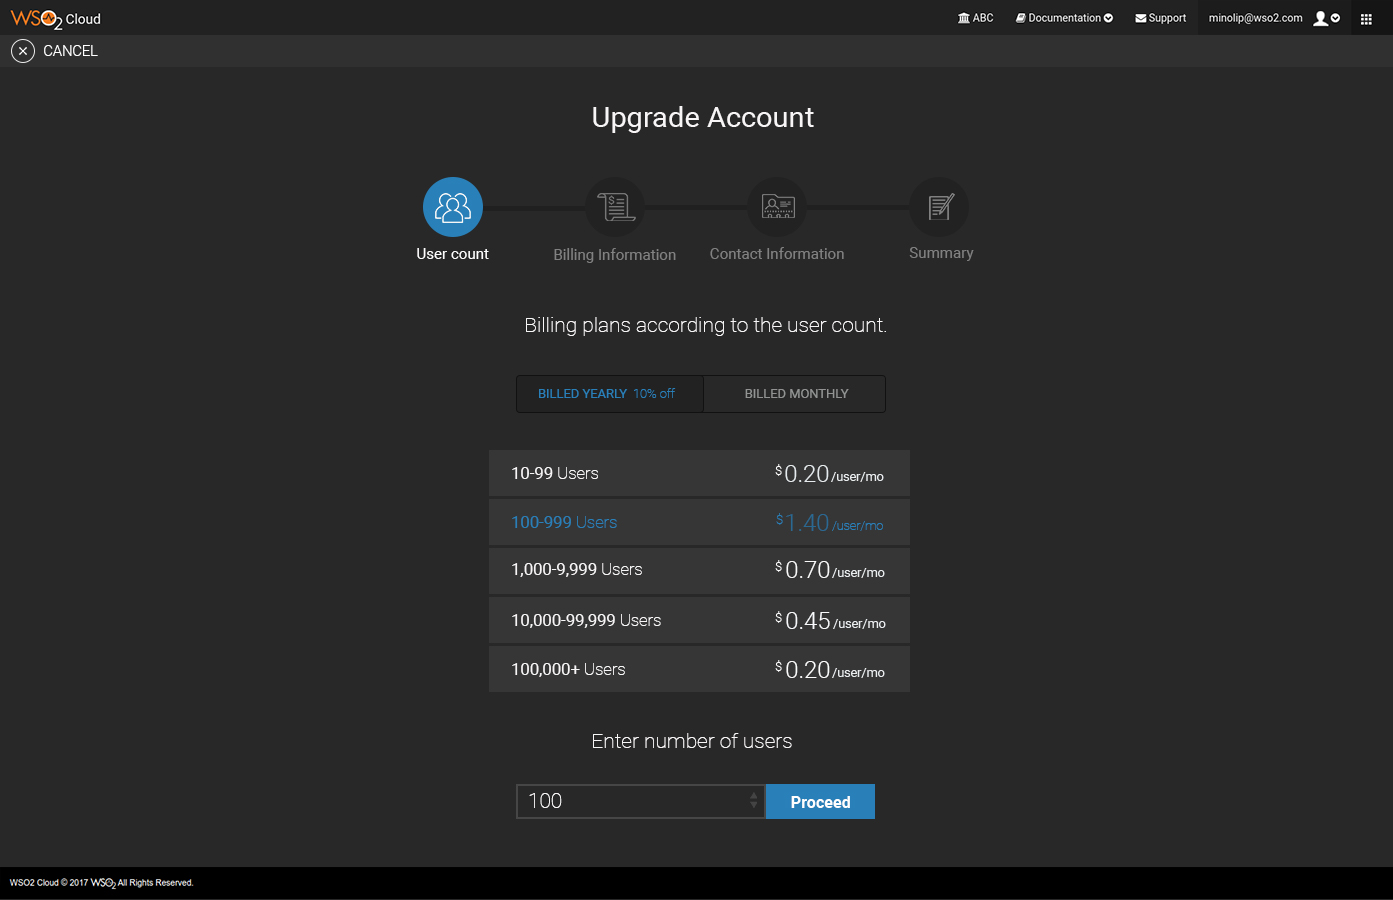 WSO2 Cloud
ABC
Documentation
Support
minolip@wso2.com
CANCEL
Upgrade Account
User count
Billing Information
Contact Information
Summary
Billing plans according to the user count.
BILLED YEARLY 10% off
BILLED MONTHLY
10-99 Users $0.20/user/mo
100-999 Users $1.40/user/mo
1,000-9,999 Users $0.70/user/mo
10,000-99,999 Users $0.45/user/mo
100,000+ Users $0.20/user/mo
Enter number of users
100
Proceed
WSO2 Cloud © 2017 WSO2 All Rights Reserved.